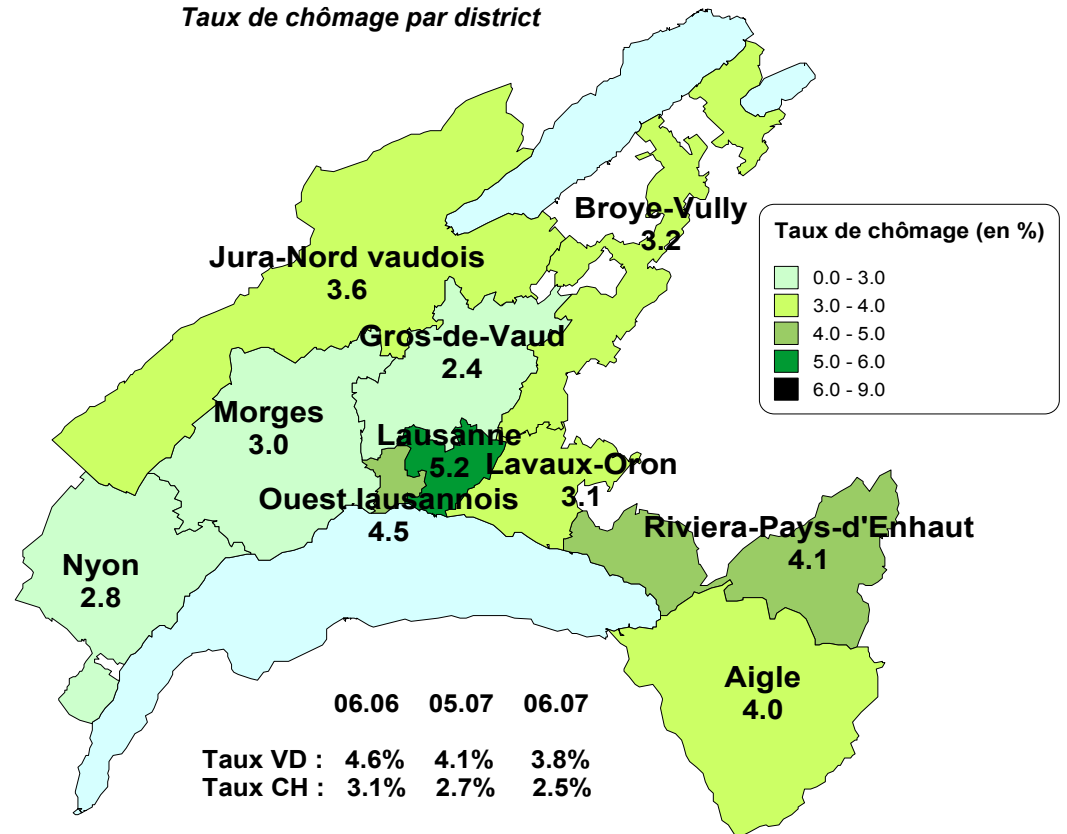 Taux de chômage par district
Broye-Vully
3.2
Taux de chômage (en %)
0.0 - 3.0
3.0 - 4.0
4.0 - 5.0
5.0 - 6.0
6.0 - 9.0
Jura-Nord vaudois
3.6
Gros-de-Vaud
2.4
Morges
3.0
Lausanne
5.2
Lavaux-Oron
3.1
Ouest lausannois
4.5
Riviera-Pays-d'Enhaut
4.1
Nyon
2.8
Aigle
4.0
06.06 05.07 06.07
Taux VD : 4.6% 4.1% 3.8%
Taux CH : 3.1% 2.7% 2.5%